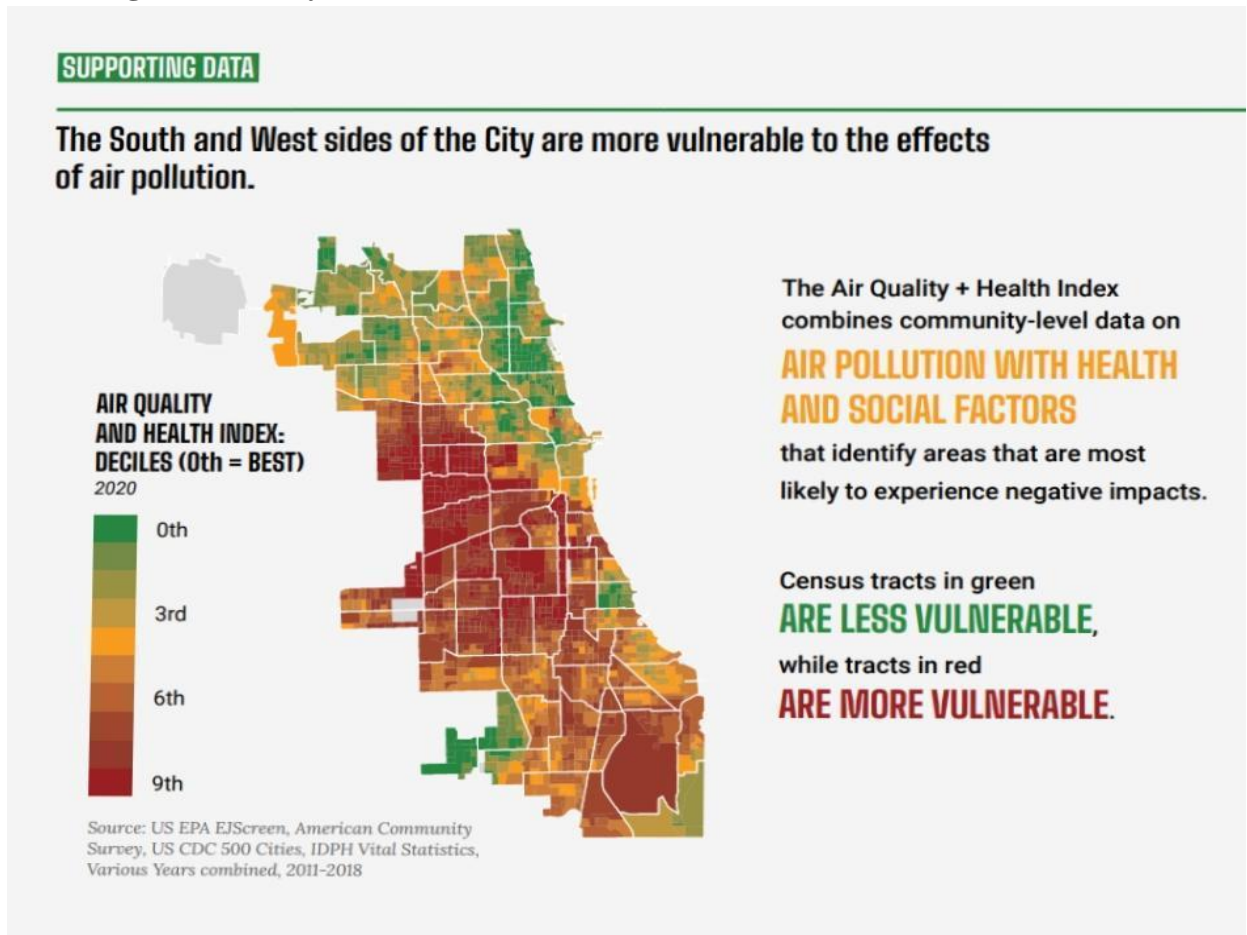 SUPPORTING DATA
The South and West sides of the City are more vulnerable to the effects
of air pollution.
AIR QUALITY
AND HEALTH INDEX:
DECILES (0th = BEST)
2020
0th
3rd
6th
9th
Source: US EPA EJScreen, American Community
Survey, US CDC 500 Cities, IDPH Vital Statistics,
Various Years combined, 2011-2018
The Air Quality + Health Index
combines community-level data on
AIR POLLUTION WITH HEALTH
AND SOCIAL FACTORS
that identify areas that are most
likely to experience negative impacts.
Census tracts in green
ARE LESS VULNERABLE,
while tracts in red
ARE MORE VULNERABLE.